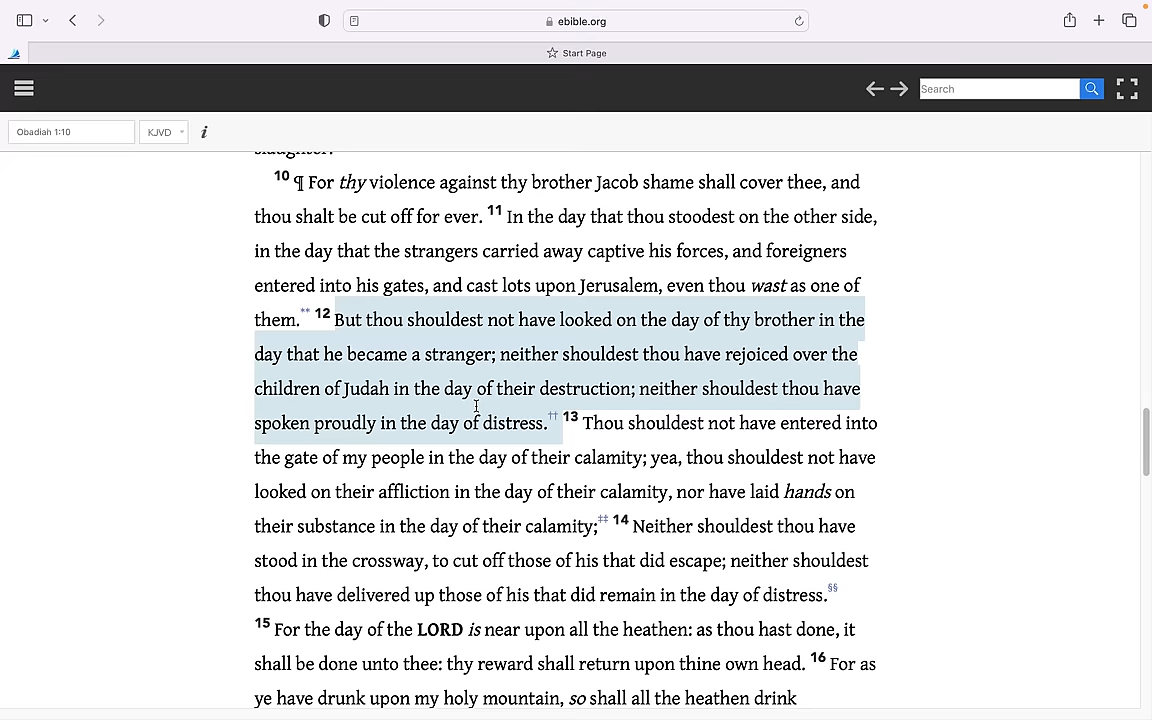 ebible.org
Start Page
Search
Obadiah 1:10
KJVD
i
slaughter.
10 ¶ For thy violence against thy brother Jacob shame shall cover thee, and
thou shalt be cut off for ever. 11 In the day that thou stoodest on the other side,
in the day that the strangers carried away captive his forces, and foreigners
entered into his gates, and cast lots upon Jerusalem, even thou wast as one of
them.** 12 But thou shouldest not have looked on the day of thy brother in the
day that he became a stranger; neither shouldest thou have rejoiced over the
children of Judah in the day of their destruction; neither shouldest thou have
spoken proudly in the day of distress.†† 13 Thou shouldest not have entered into
the gate of my people in the day of their calamity; yea, thou shouldest not have
looked on their affliction in the day of their calamity, nor have laid hands on
their substance in the day of their calamity;‡‡ 14 Neither shouldest thou have
stood in the crossway, to cut off those of his that did escape; neither shouldest
thou have delivered up those of his that did remain in the day of distress.§§
15 For the day of the LORD is near upon all the heathen: as thou hast done, it
shall be done unto thee: thy reward shall return upon thine own head. 16 For as
ye have drunk upon my holy mountain, so shall all the heathen drink